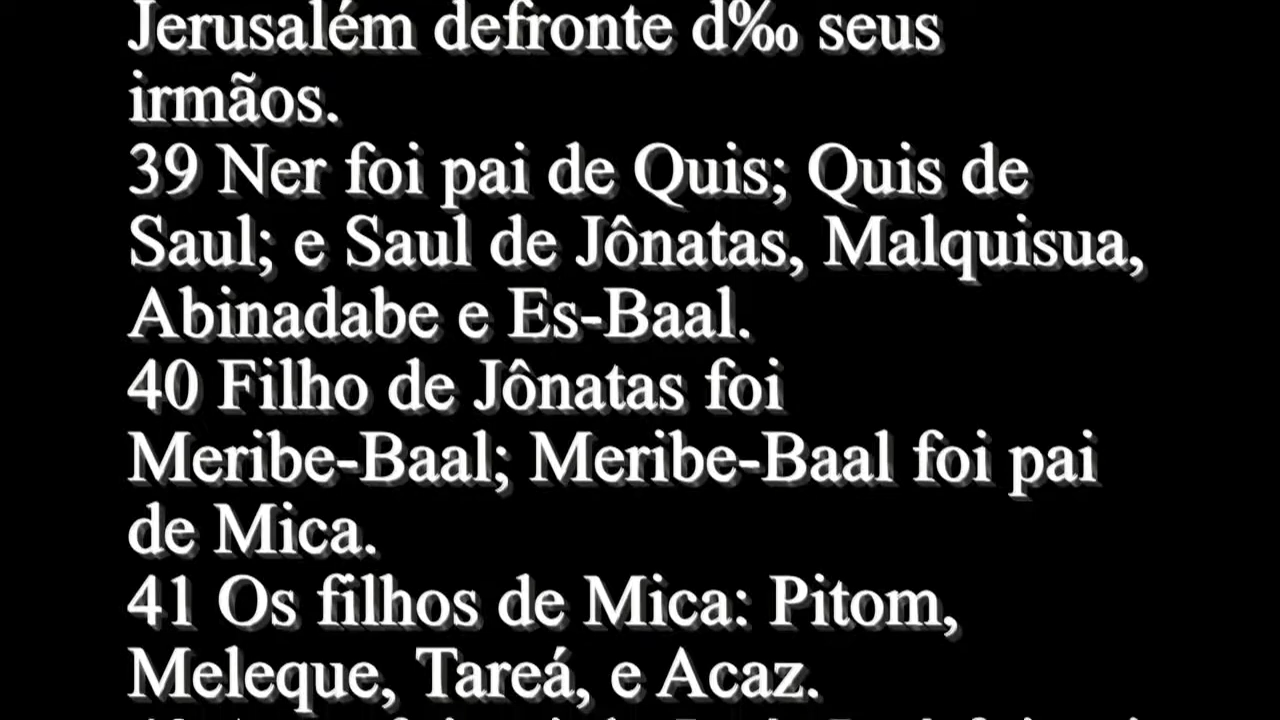 Jerusalém defronte d‰ seus
irmãos.
39 Ner foi pai de Quis; Quis de
Saul; e Saul de Jônatas, Malquisua,
Abinadabe e Es-Baal.
40 Filho de Jônatas foi
Meribe-Baal; Meribe-Baal foi pai
de Mica.
41 Os filhos de Mica: Pitom,
Meleque, Tareá, e Acaz.